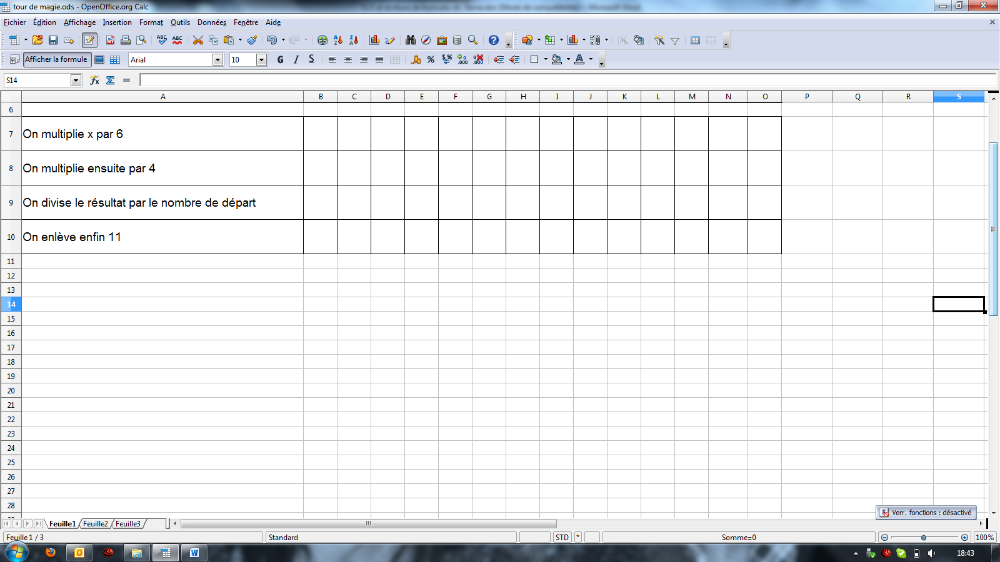 tour de magie.ods - OpenOffice.org Calc
Fichier Édition Affichage Insertion Format Outils Données Fenêtre Aide
Afficher la formule Arial 10 G I S
S14
A B C D E F G H I J K L M N O P Q R S
6
7 On multiplie x par 6
8 On multiplie ensuite par 4
9 On divise le résultat par le nombre de départ
10 On enlève enfin 11
11
12
13
14
15
16
17
18
19
20
21
22
23
24
25
26
27
28
Verr. fonctions : désactivé
Feuille1 Feuille2 Feuille3
Feuille 1 / 3 Standard STD * Somme=0 100%
18:43